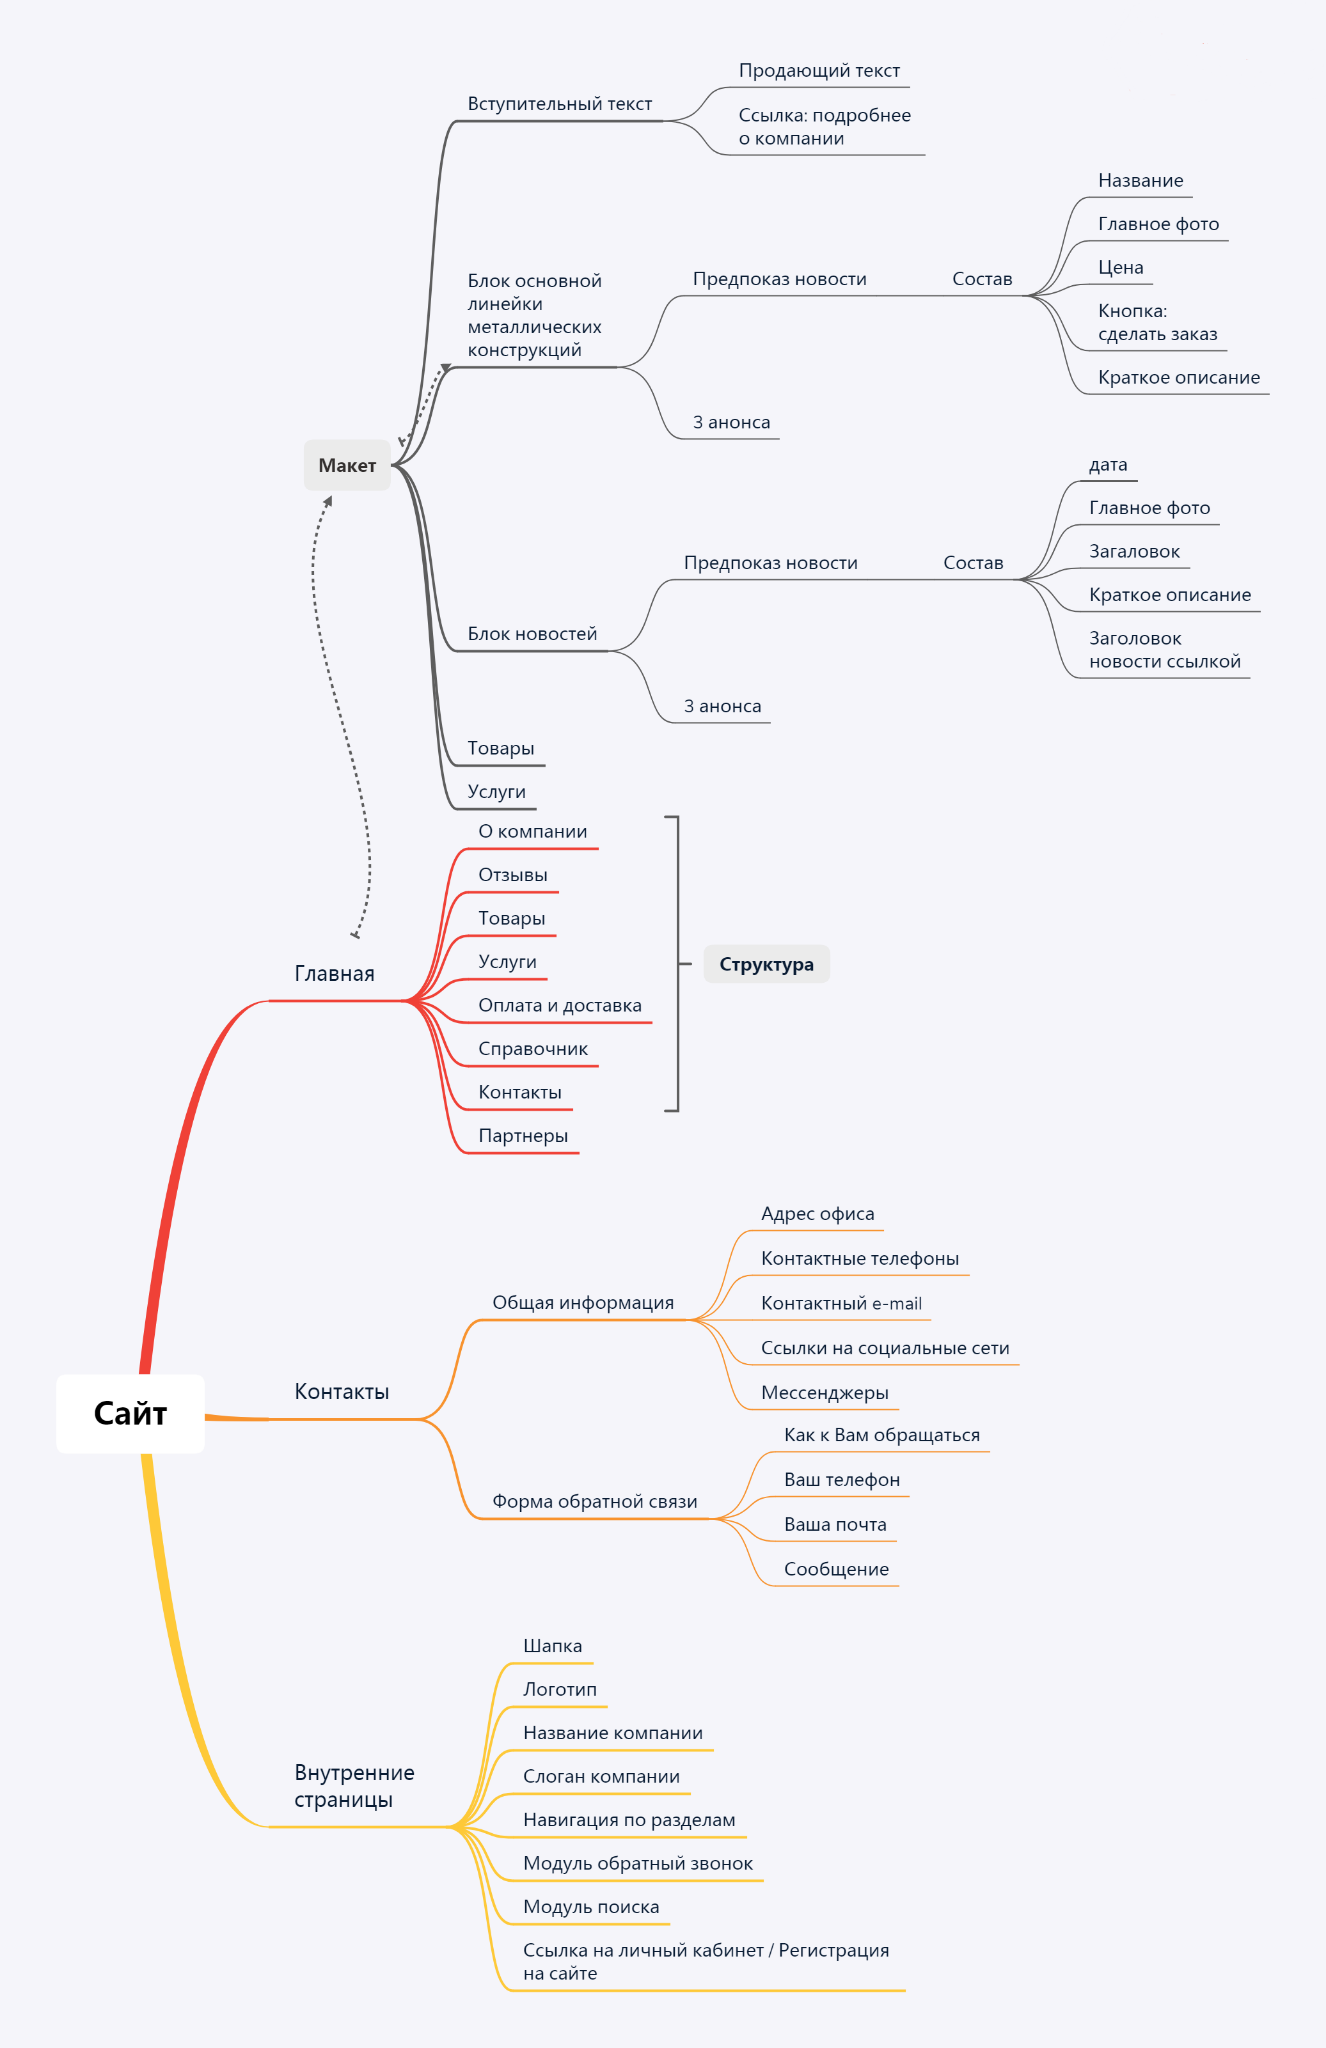 Продающий текст
Вступительный текст
Ссылка: подробнее
о компании
Название
Главное фото
Цена
Кнопка:
сделать заказ
Краткое описание
Предпоказ новости
Состав
Блок основной
линейки
металлических
конструкций
3 анонса
Макет
дата
Главное фото
Загаловок
Краткое описание
Заголовок
новости ссылкой
Предпоказ новости
Состав
Блок новостей
3 анонса
Товары
Услуги
О компании
Отзывы
Товары
Услуги
Оплата и доставка
Справочник
Контакты
Партнеры
Структура
Главная
Адрес офиса
Контактные телефоны
Общая информация
Контактный e-mail
Ссылки на социальные сети
Мессенджеры
Контакты
Сайт
Как к Вам обращаться
Ваш телефон
Форма обратной связи
Ваша почта
Сообщение
Шапка
Логотип
Название компании
Слоган компании
Внутренние
страницы
Навигация по разделам
Модуль обратный звонок
Модуль поиска
Ссылка на личный кабинет / Регистрация
на сайте